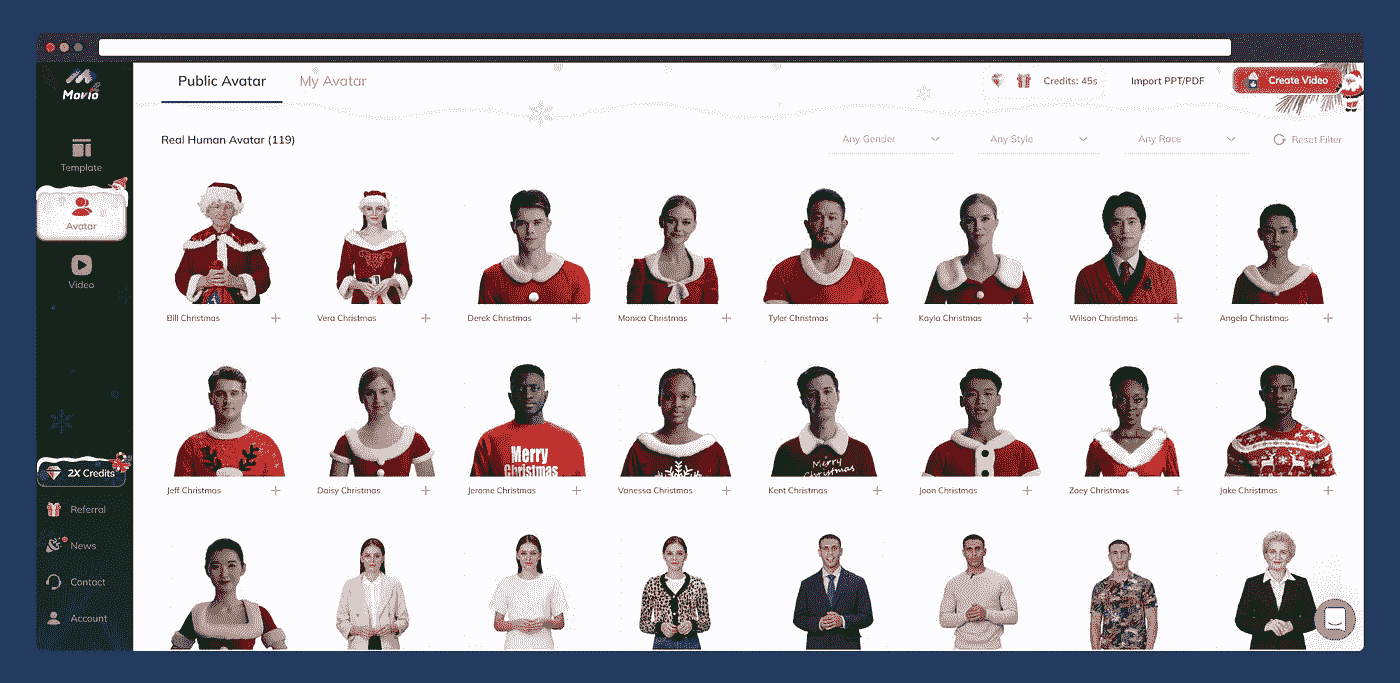 Movio
Public Avatar
My Avatar
Credits: 45s
Import PPT/PDF
Create Video
Real Human Avatar (119)
Any Gender
Any Style
Any Race
Reset Filter
Template
Avatar
Video
2X Credits
Referral
News
Contact
Account
Bill Christmas
Vera Christmas
Derek Christmas
Monica Christmas
Tyler Christmas
Kayla Christmas
Wilson Christmas
Angela Christmas
Merry
Christmas
Merry
Christmas
Jeff Christmas
Daisy Christmas
Jerome Christmas
Vanessa Christmas
Kent Christmas
Joon Christmas
Zoey Christmas
Jake Christmas